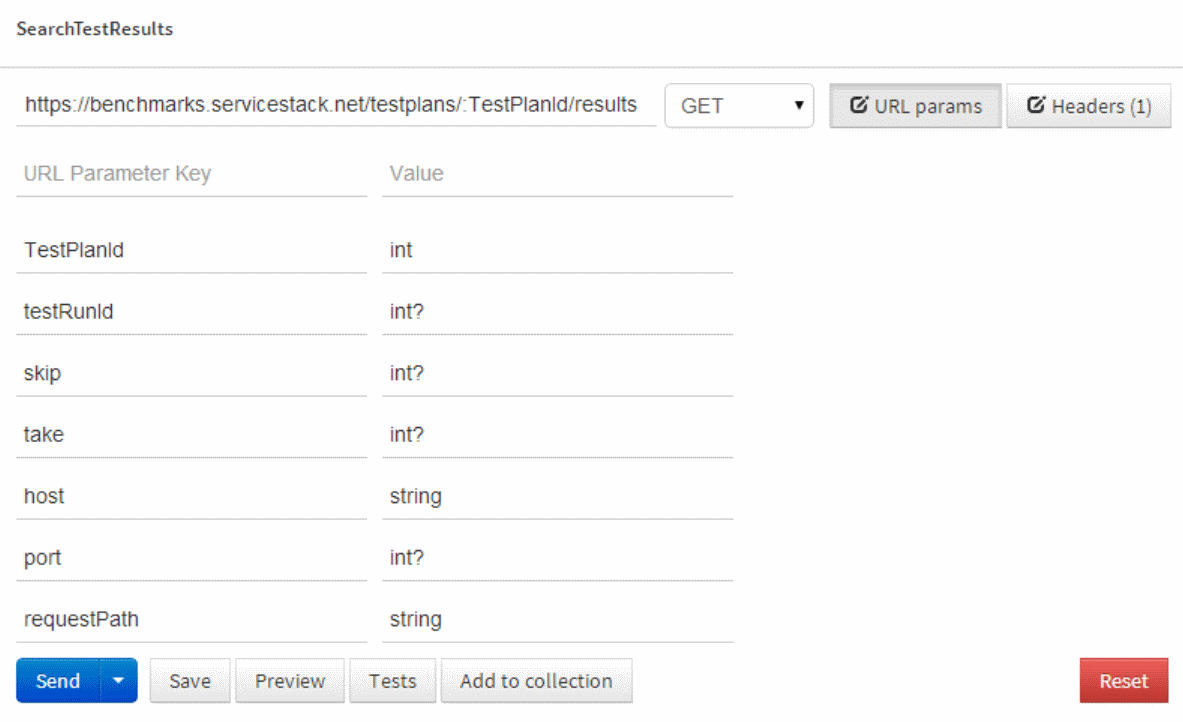 SearchTestResults
https://benchmarks.servicestack.net/testplans/:TestPlanId/results GET URL params Headers (1)
URL Parameter Key Value
TestPlanId int
testRunId int?
skip int?
take int?
host string
port int?
requestPath string
Send Save Preview Tests Add to collection Reset